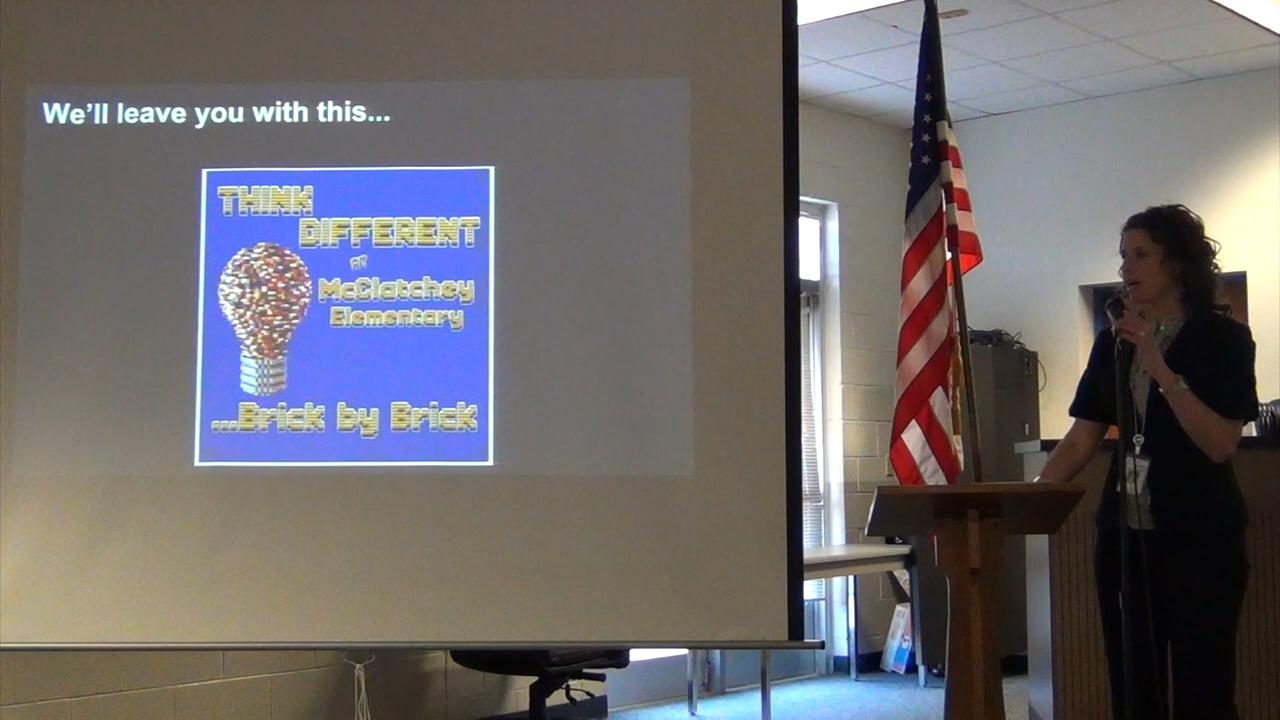 We'll leave you with this...
THINK
DIFFERENT
at
McClatchey
Elementary
...Brick by Brick